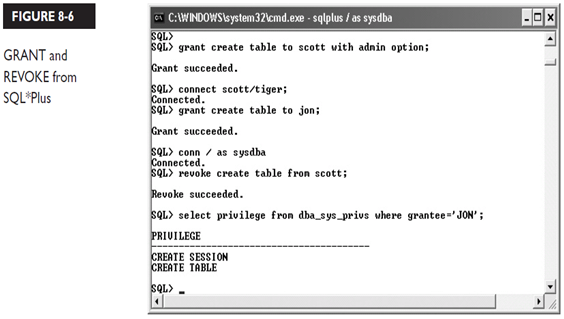 FIGURE 8-6
GRANT and
REVOKE from
SQL*Plus
C:\WINDOWS\system32\cmd.exe - sqlplus / as sysdba
SQL>
SQL> grant create table to scott with admin option;
Grant succeeded.
SQL> connect scott/tiger;
Connected.
SQL> grant create table to jon;
Grant succeeded.
SQL> conn / as sysdba
Connected.
SQL> revoke create table from scott;
Revoke succeeded.
SQL> select privilege from dba_sys_privs where grantee='JON';
PRIVILEGE
----------------------------------------
CREATE SESSION
CREATE TABLE
SQL> _